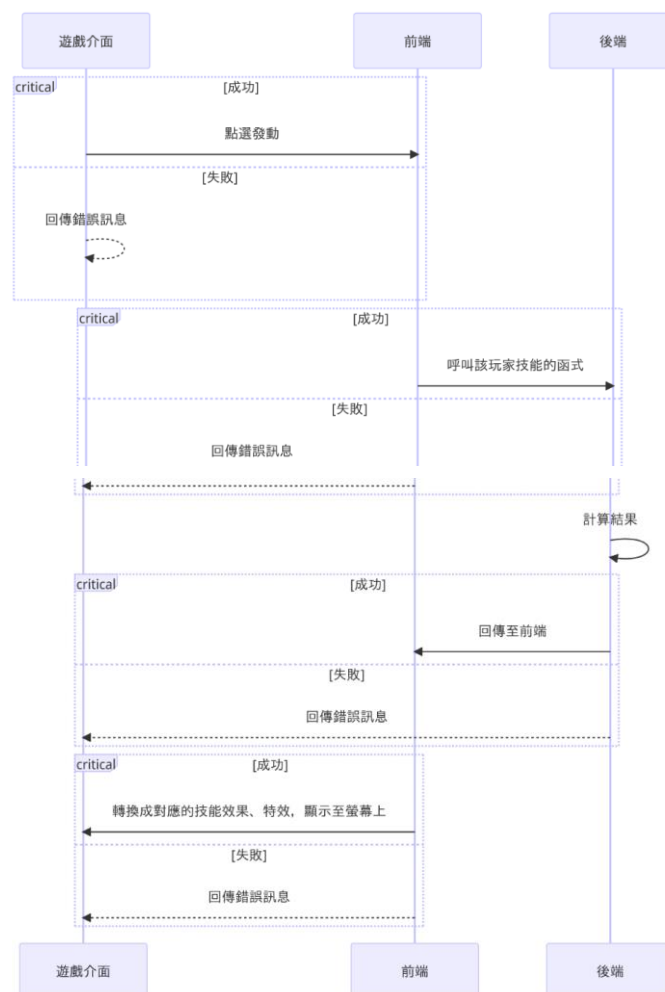 遊戲介面
前端
後端
critical
[成功]
點選發動
[失敗]
回傳錯誤訊息
critical
[成功]
呼叫該玩家技能的函式
[失敗]
回傳錯誤訊息
計算結果
critical
[成功]
回傳至前端
[失敗]
回傳錯誤訊息
critical
[成功]
轉換成對應的技能效果、特效，顯示至螢幕上
[失敗]
回傳錯誤訊息
遊戲介面
前端
後端